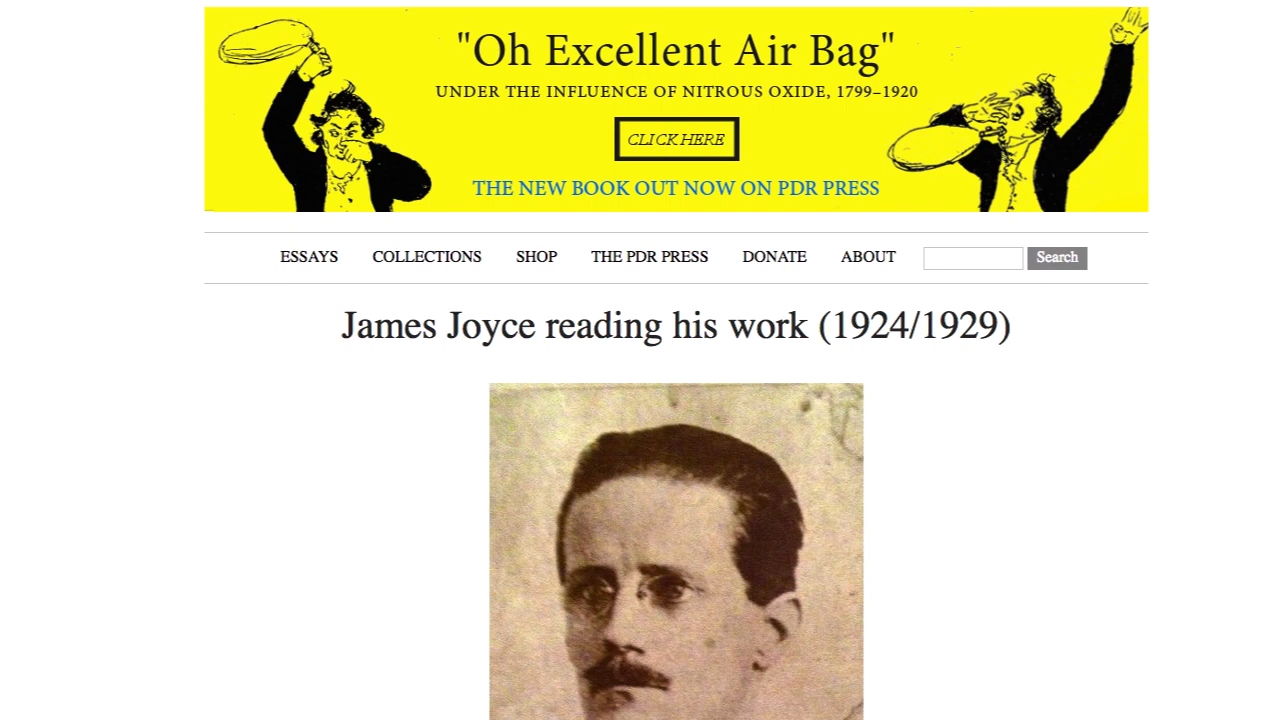 "Oh Excellent Air Bag"
UNDER THE INFLUENCE OF NITROUS OXIDE, 1799–1920
CLICK HERE
THE NEW BOOK OUT NOW ON PDR PRESS
ESSAYS COLLECTIONS SHOP THE PDR PRESS DONATE ABOUT Search
James Joyce reading his work (1924/1929)